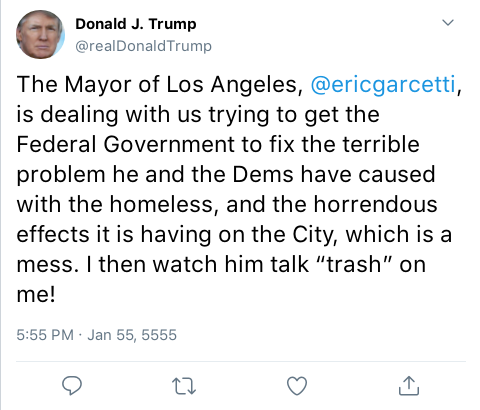 Donald J. Trump
@realDonaldTrump
The Mayor of Los Angeles, @ericgarcetti,
is dealing with us trying to get the
Federal Government to fix the terrible
problem he and the Dems have caused
with the homeless, and the horrendous
effects it is having on the City, which is a
mess. I then watch him talk “trash” on
me!
5:55 PM · Jan 55, 5555